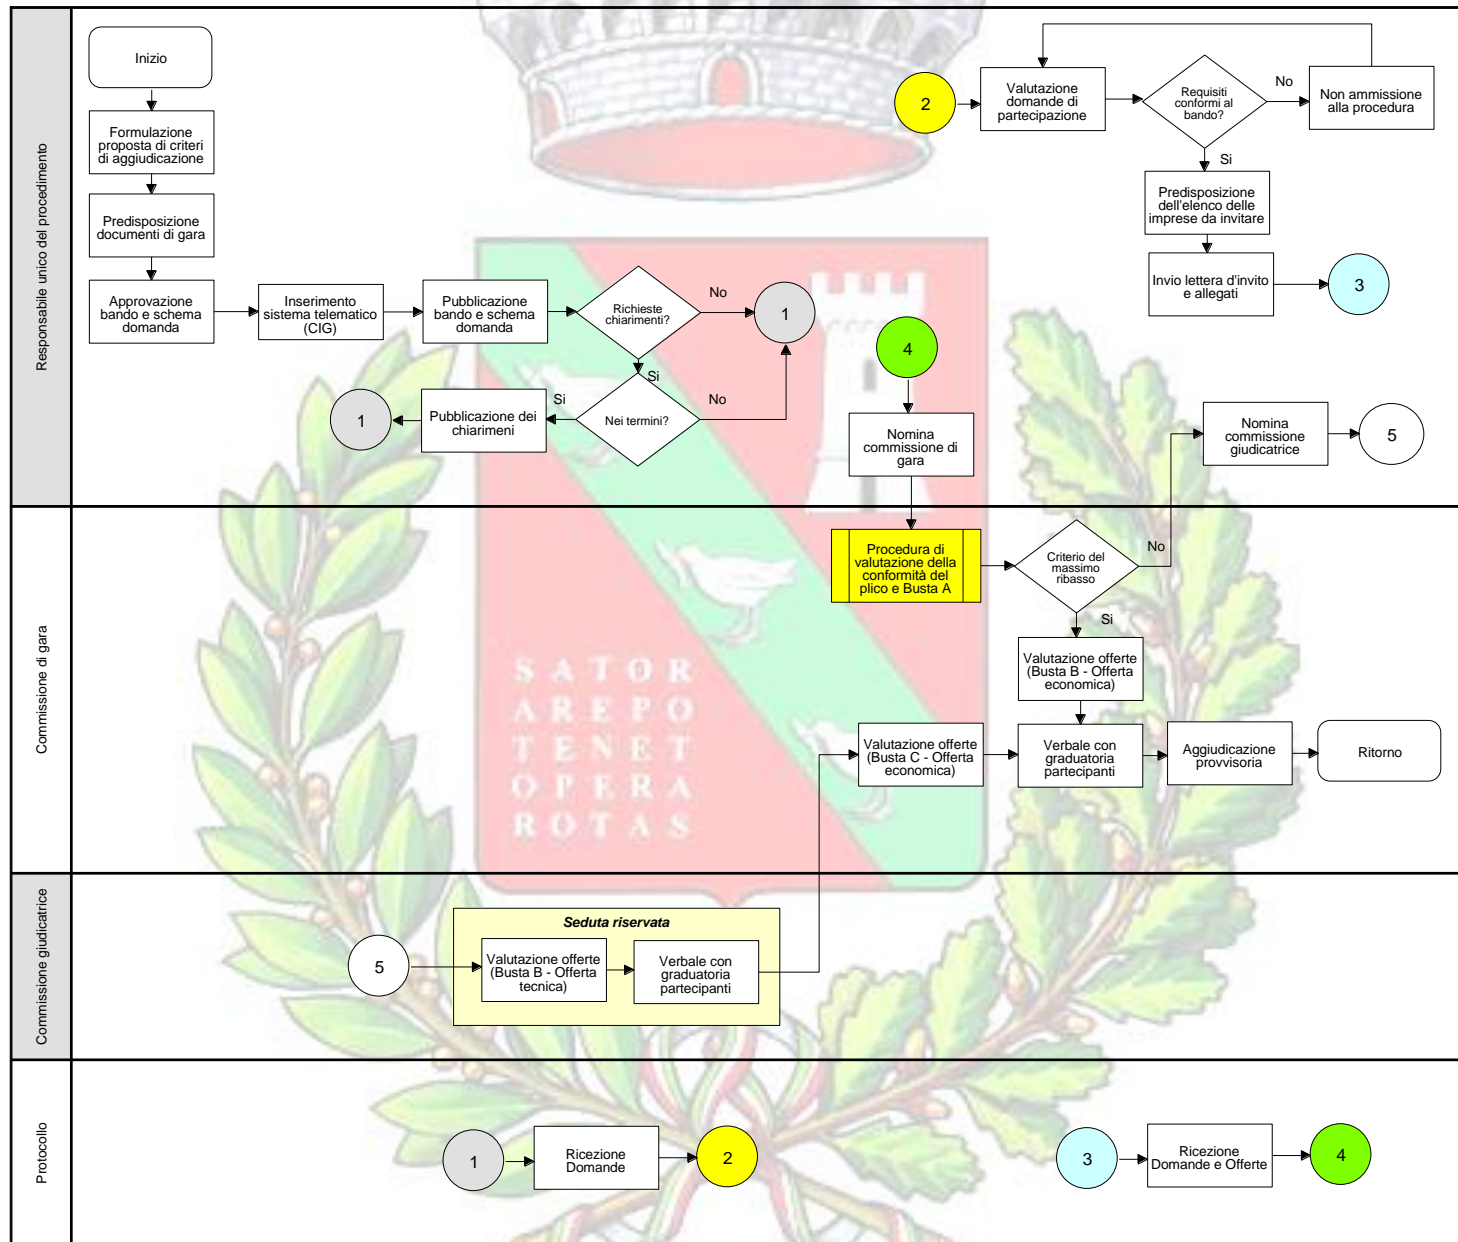 Responsabile unico del procedimento
Inizio
Formulazione
proposta di criteri
di aggiudicazione
Predisposizione
documenti di gara
Approvazione
bando e schema
domanda
Inserimento
sistema telematico
(CIG)
Pubblicazione
bando e schema
domanda
Richieste
chiarimenti?
No
1
Si
Nei termini?
No
Si
Pubblicazione dei
chiarimeni
1
2
Valutazione
domande di
partecipazione
Requisiti
conformi al
bando?
No
Non ammissione
alla procedura
Si
Predisposizione
dell'elenco delle
imprese da invitare
Invio lettera d'invito
e allegati
3
4
Nomina
commissione di
gara
Nomina
commissione
giudicatrice
5
Commissione di gara
Procedura di
valutazione della
conformità del
plico e Busta A
Criterio del
massimo
ribasso
No
Si
Valutazione offerte
(Busta B - Offerta
economica)
Valutazione offerte
(Busta C - Offerta
economica)
Verbale con
graduatoria
partecipanti
Aggiudicazione
provvisoria
Ritorno
SATOR
AREPO
TENET
OPERA
ROTAS
Commissione giudicatrice
5
Seduta riservata
Valutazione offerte
(Busta B - Offerta
tecnica)
Verbale con
graduatoria
partecipanti
Protocollo
1
Ricezione
Domande
2
3
Ricezione
Domande e Offerte
4